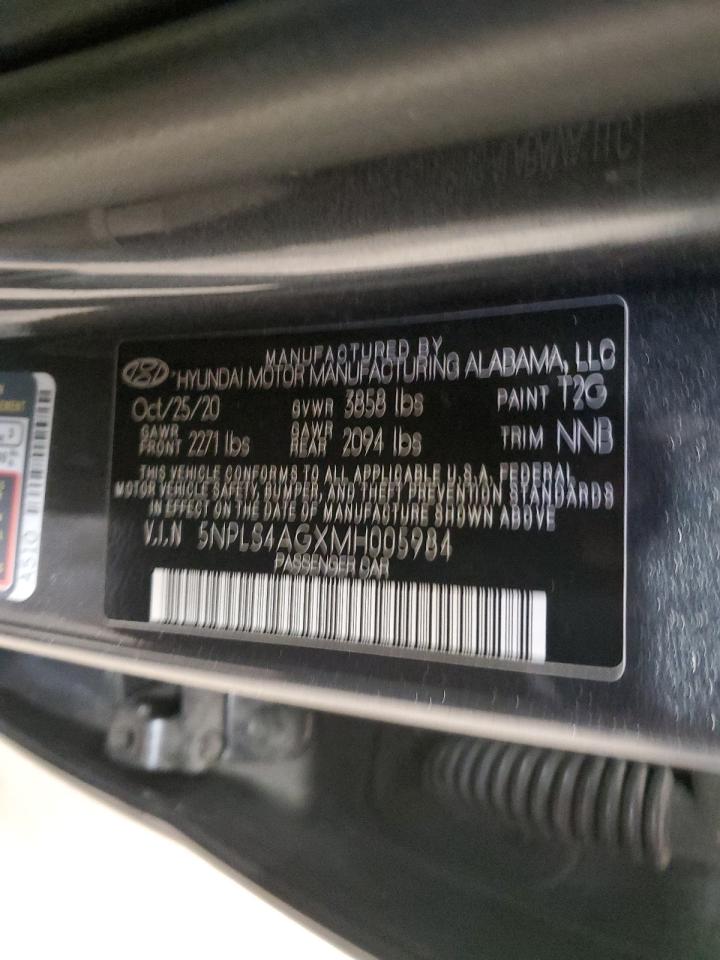 MANUFACTURED BY
HYUNDAI MOTOR MANUFACTURING ALABAMA, LLC
Oct/25/20 GVWR 3858 lbs PAINT T2G
GAWR FRONT 2271 lbs GAWR REAR 2094 lbs TRIM NNB
THIS VEHICLE CONFORMS TO ALL APPLICABLE U.S.A. FEDERAL
MOTOR VEHICLE SAFETY, BUMPER, AND THEFT PREVENTION STANDARDS
IN EFFECT ON THE DATE OF MANUFACTURE SHOWN ABOVE
V.I.N 5NPLS4AGXMH005984
PASSENGER CAR
A510